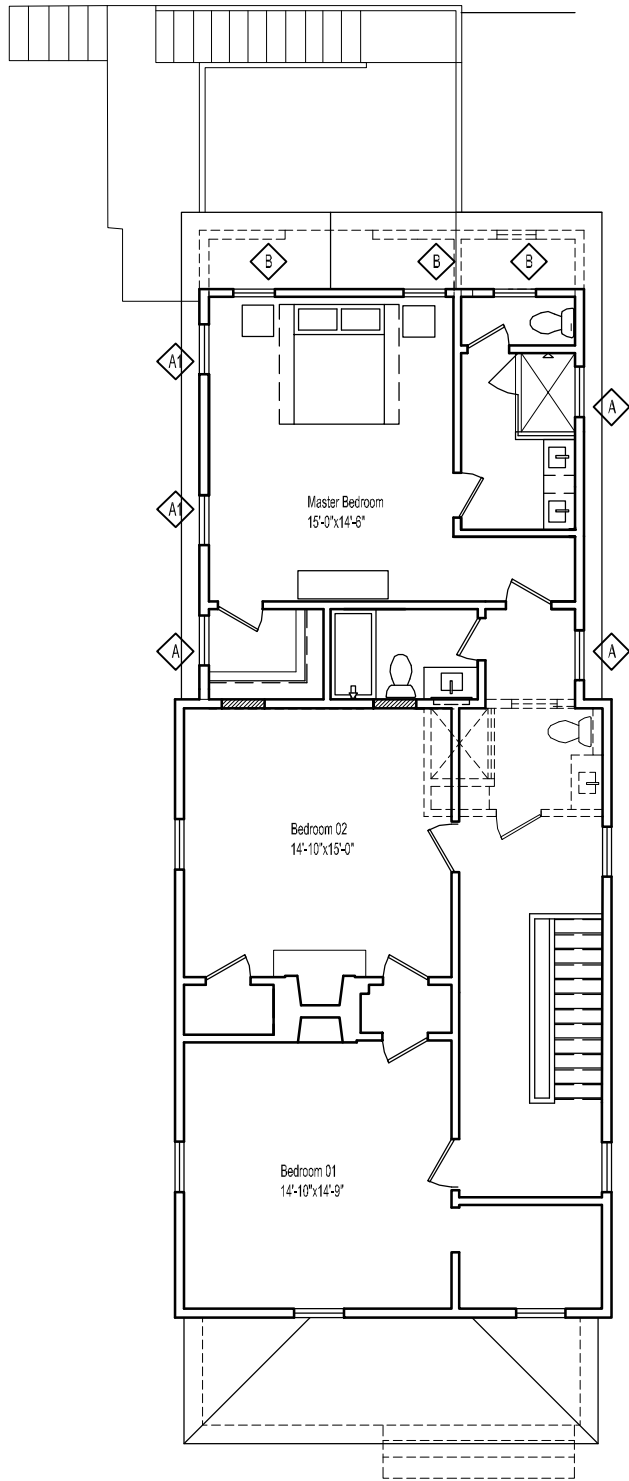 B
B
B
A1
A
A1
Master Bedroom
15'-0"x14'-6"
A
A
Bedroom 02
14'-10"x15'-0"
Bedroom 01
14'-10"x14'-9"